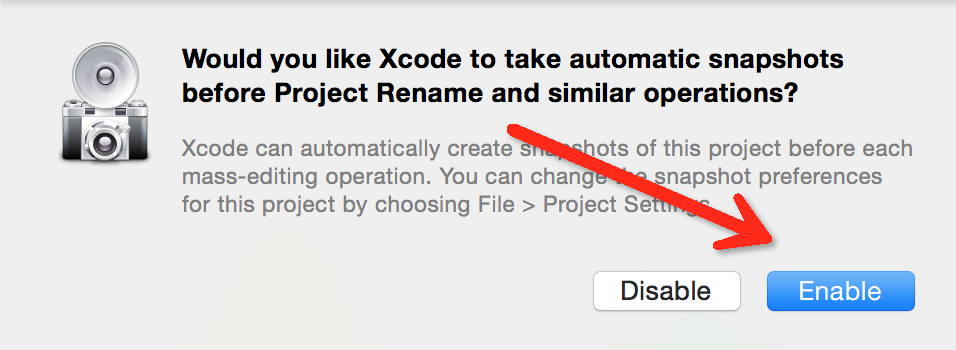 Would you like Xcode to take automatic snapshots
before Project Rename and similar operations?
Xcode can automatically create snapshots of this project before each
mass-editing operation. You can change the snapshot preferences
for this project by choosing File > Project Settings.
Disable
Enable